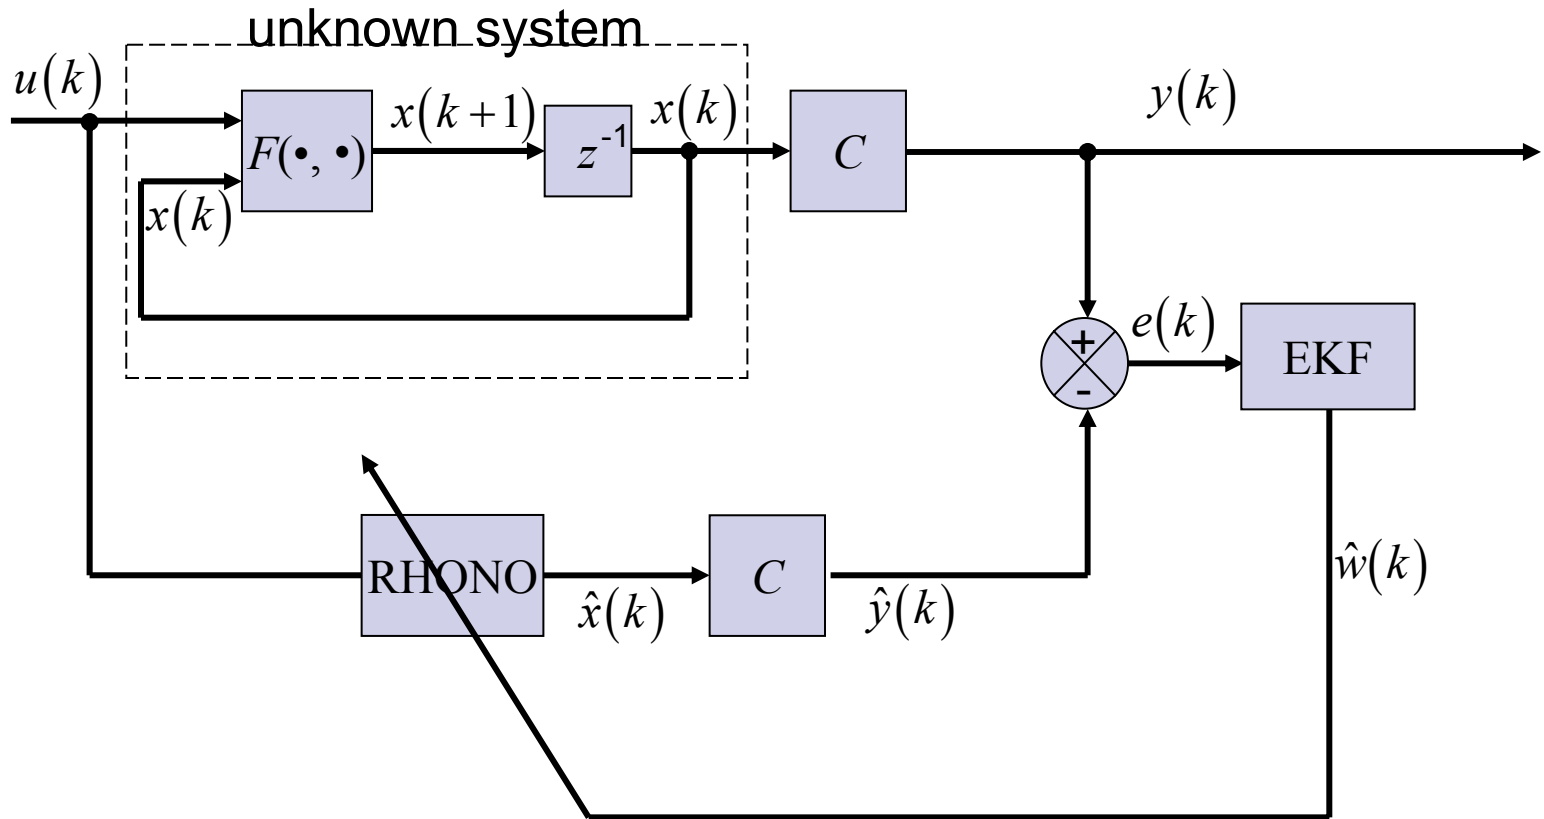 unknown system
u(k)
F(•, •)
x(k+1)
z⁻¹
x(k)
C
y(k)
x(k)
+
-
e(k)
EKF
RHONO
x̂(k)
C
ŷ(k)
ŵ(k)